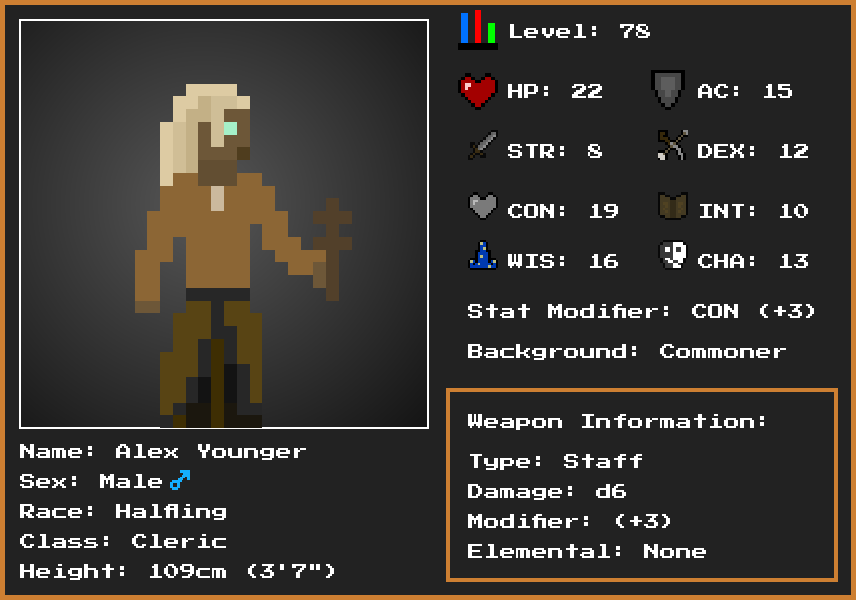 Level: 78
HP: 22 AC: 15
STR: 8 DEX: 12
CON: 19 INT: 10
WIS: 16 CHA: 13
Stat Modifier: CON (+3)
Background: Commoner
Weapon Information:
Type: Staff
Damage: d6
Modifier: (+3)
Elemental: None
Name: Alex Younger
Sex: Male ♂
Race: Halfling
Class: Cleric
Height: 109cm (3'7")